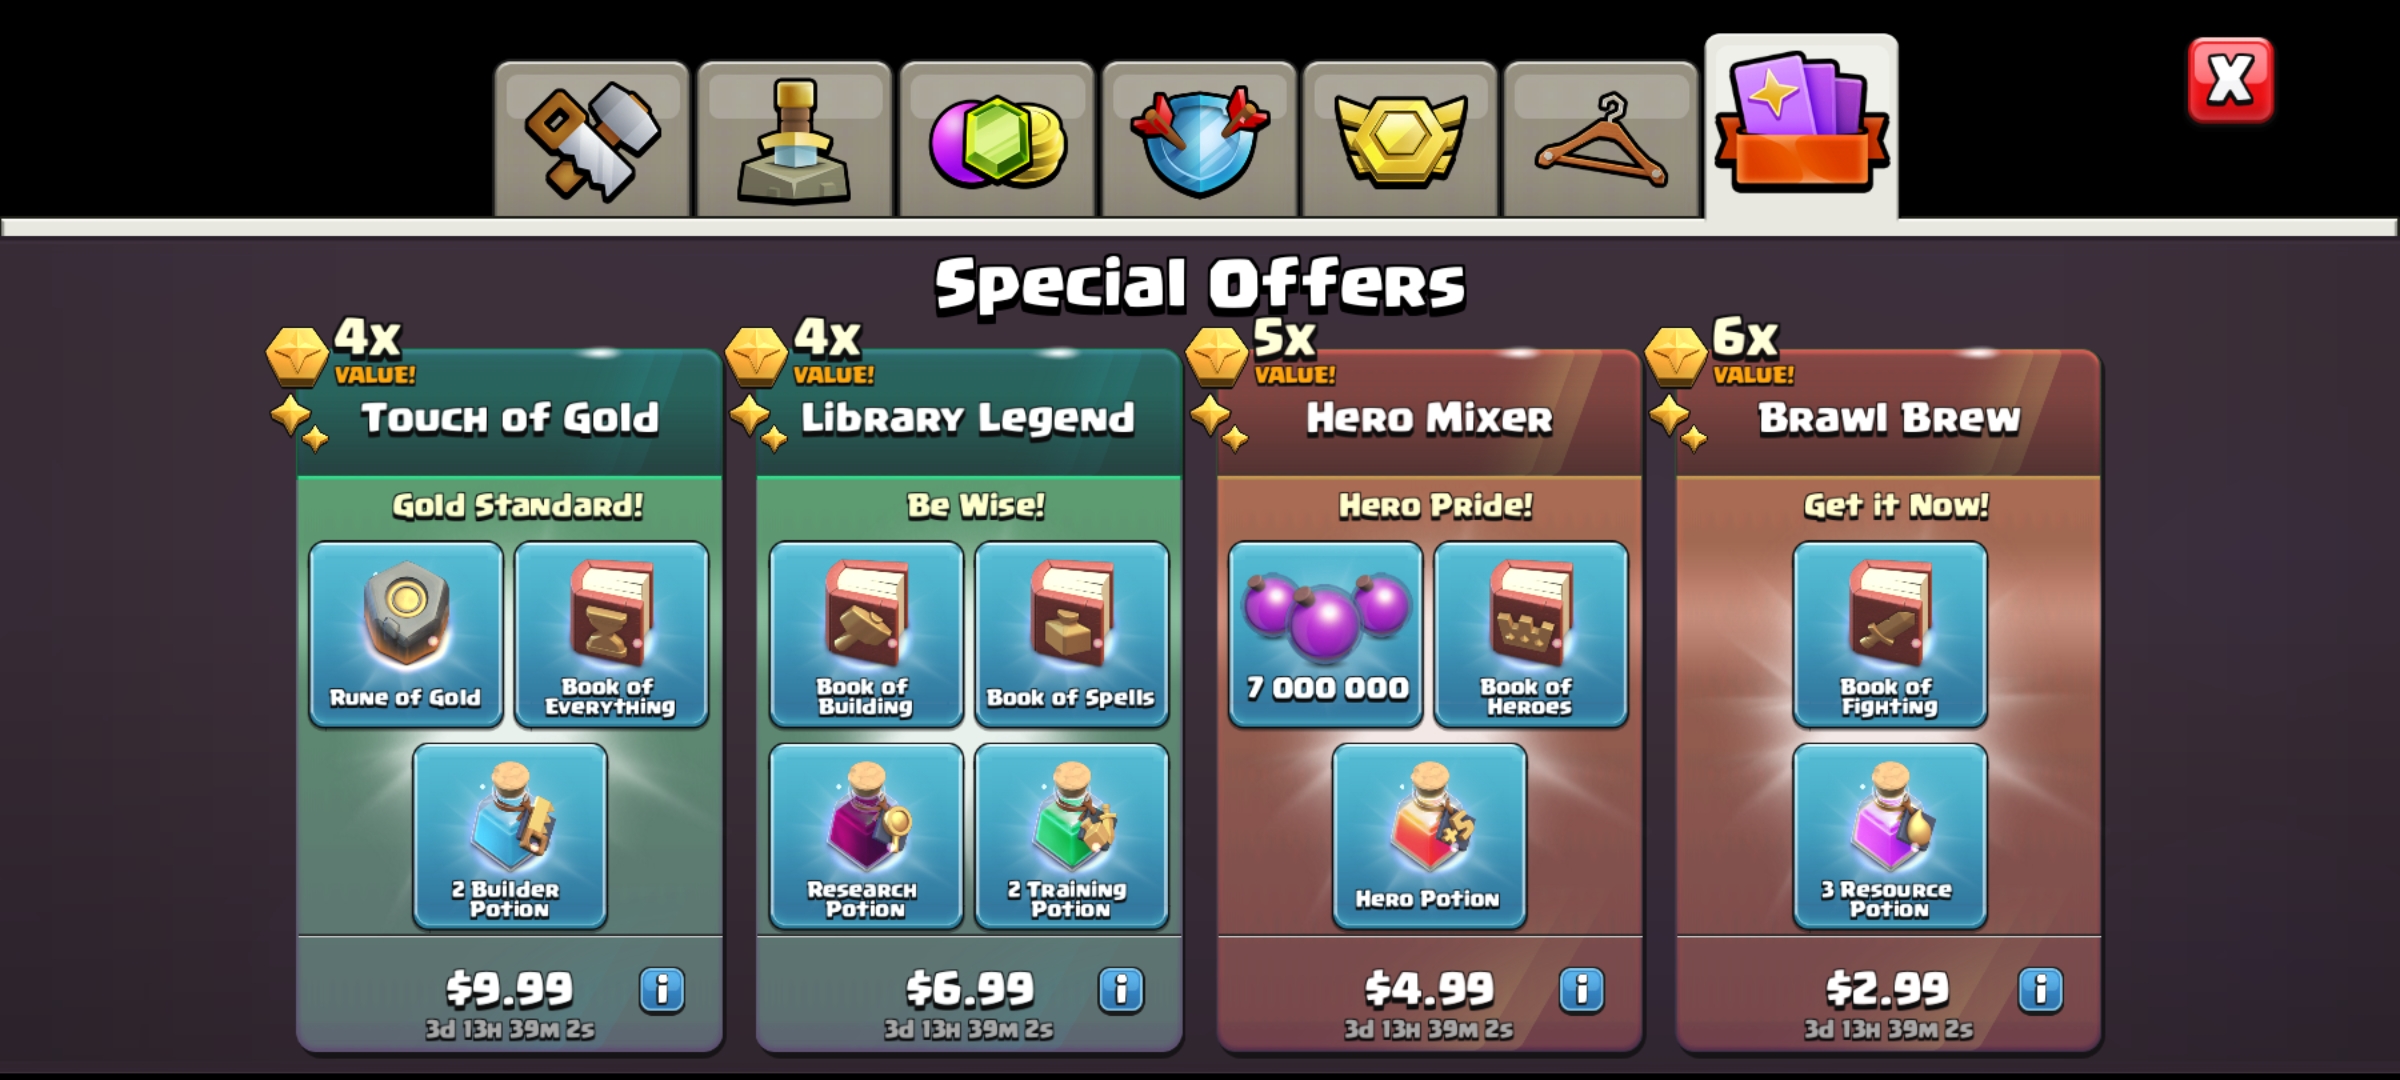 X
Special Offers
4x
VALUE!
Touch of Gold
Gold Standard!
Rune of Gold
Book of
Everything
2 Builder
Potion
$9.99
i
3d 13H 39M 2s
4x
VALUE!
Library Legend
Be Wise!
Book of
Building
Book of Spells
Research
Potion
2 Training
Potion
$6.99
i
3d 13H 39M 2s
5x
VALUE!
Hero Mixer
Hero Pride!
7 000 000
Book of
Heroes
+5
Hero Potion
$4.99
i
3d 13H 39M 2s
6x
VALUE!
Brawl Brew
Get it Now!
Book of
Fighting
3 Resource
Potion
$2.99
i
3d 13H 39M 2s